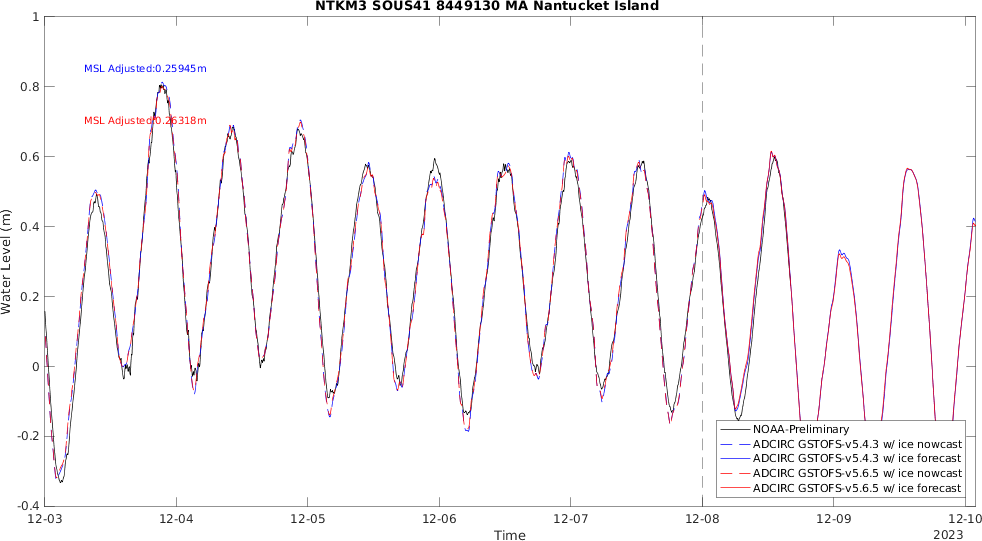 NTKM3 SOUS41 8449130 MA Nantucket Island
1
0.8
0.6
0.4
0.2
0
-0.2
-0.4
Water Level (m)
MSL Adjusted:0.25945m
MSL Adjusted:0.26318m
NOAA-Preliminary
ADCIRC GSTOFS-v5.4.3 w/ ice nowcast
ADCIRC GSTOFS-v5.4.3 w/ ice forecast
ADCIRC GSTOFS-v5.6.5 w/ ice nowcast
ADCIRC GSTOFS-v5.6.5 w/ ice forecast
12-03 12-04 12-05 12-06 12-07 12-08 12-09 12-10
Time
2023